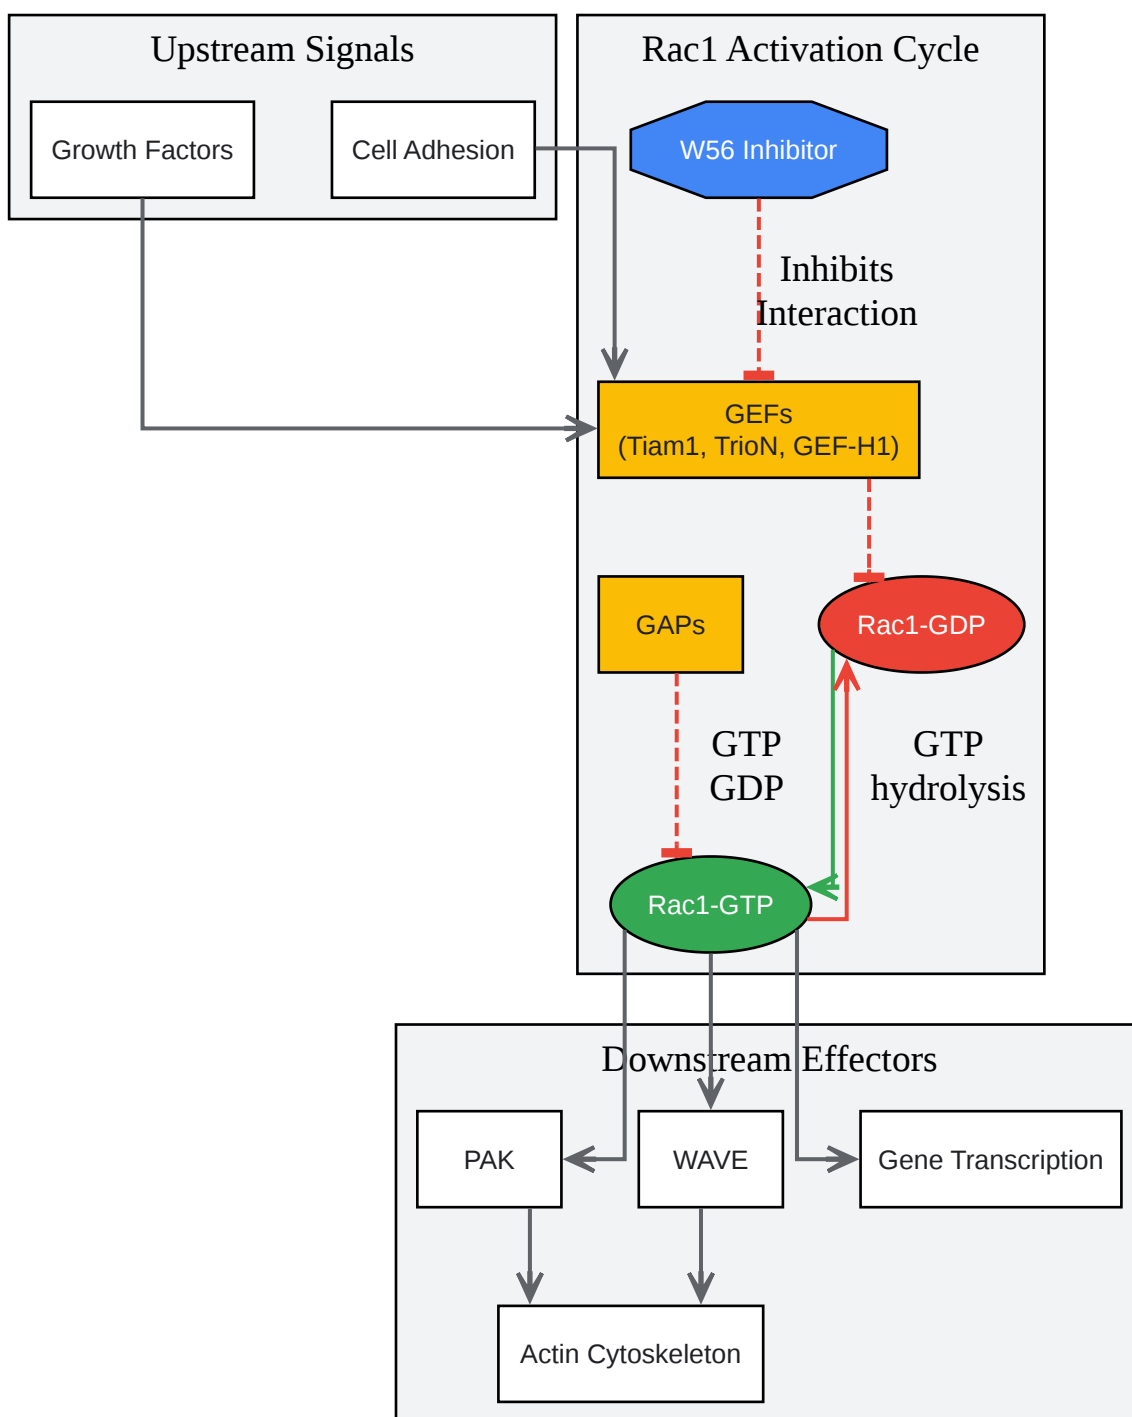 Upstream Signals
Growth Factors
Cell Adhesion
Rac1 Activation Cycle
W56 Inhibitor
Inhibits
Interaction
GEFs
(Tiam1, TrioN, GEF-H1)
GAPs
Rac1-GDP
GTP
GDP
GTP
hydrolysis
Rac1-GTP
Downstream Effectors
PAK
WAVE
Gene Transcription
Actin Cytoskeleton